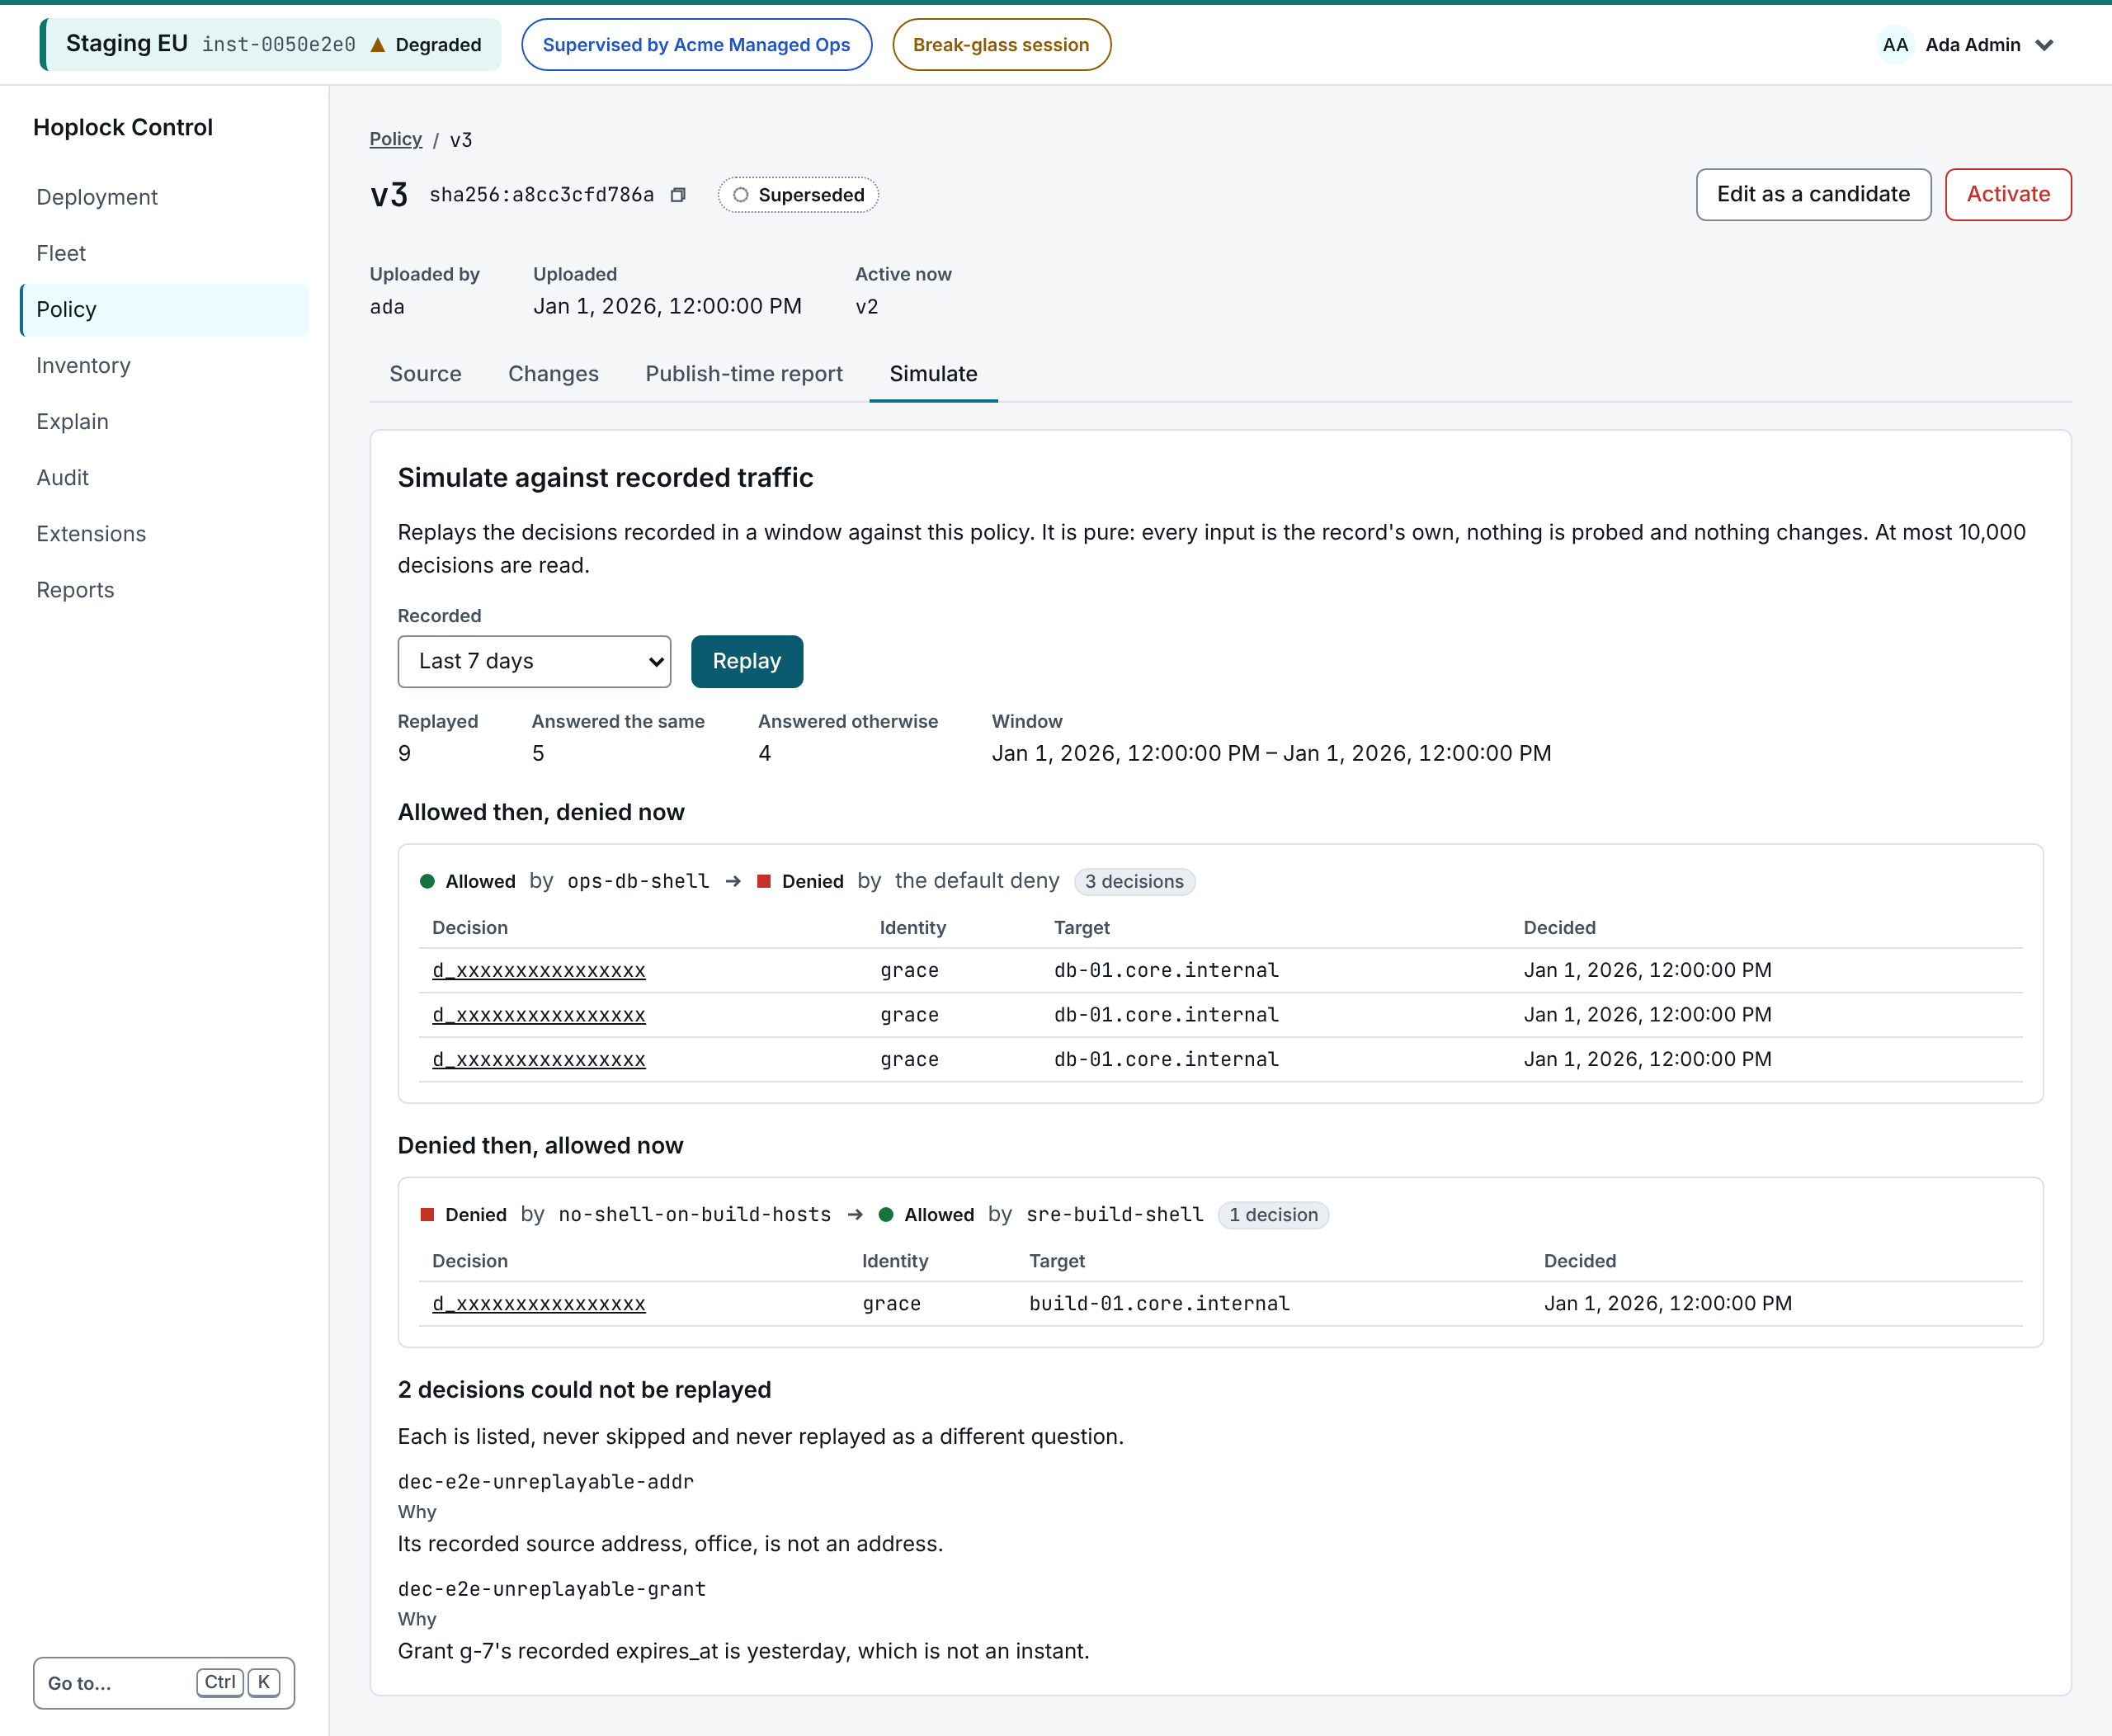 Staging EU inst-0050e2e0 Degraded
Supervised by Acme Managed Ops
Break-glass session
AA Ada Admin
Hoplock Control
Deployment
Fleet
Policy
Inventory
Explain
Audit
Extensions
Reports
Go to... Ctrl K
Policy / v3
v3 sha256:a8cc3cfd786a Superseded
Edit as a candidate
Activate
Uploaded by Uploaded Active now
ada Jan 1, 2026, 12:00:00 PM v2
Source Changes Publish-time report Simulate
Simulate against recorded traffic
Replays the decisions recorded in a window against this policy. It is pure: every input is the record's own, nothing is probed and nothing changes. At most 10,000
decisions are read.
Recorded
Last 7 days Replay
Replayed Answered the same Answered otherwise Window
9 5 4 Jan 1, 2026, 12:00:00 PM – Jan 1, 2026, 12:00:00 PM
Allowed then, denied now
Allowed by ops-db-shell → Denied by the default deny 3 decisions
Decision Identity Target Decided
d_xxxxxxxxxxxxxxxx grace db-01.core.internal Jan 1, 2026, 12:00:00 PM
d_xxxxxxxxxxxxxxxx grace db-01.core.internal Jan 1, 2026, 12:00:00 PM
d_xxxxxxxxxxxxxxxx grace db-01.core.internal Jan 1, 2026, 12:00:00 PM
Denied then, allowed now
Denied by no-shell-on-build-hosts → Allowed by sre-build-shell 1 decision
Decision Identity Target Decided
d_xxxxxxxxxxxxxxxx grace build-01.core.internal Jan 1, 2026, 12:00:00 PM
2 decisions could not be replayed
Each is listed, never skipped and never replayed as a different question.
dec-e2e-unreplayable-addr
Why
Its recorded source address, office, is not an address.
dec-e2e-unreplayable-grant
Why
Grant g-7's recorded expires_at is yesterday, which is not an instant.